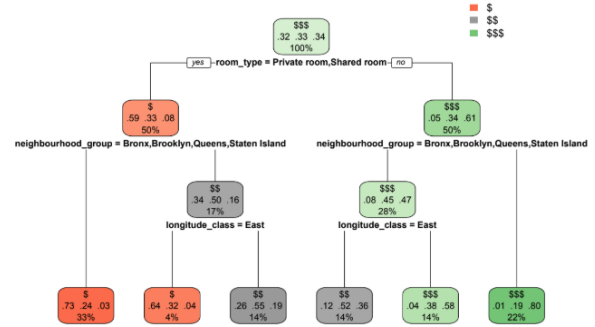 $
$$
$$$
$$$
.32 .33 .34
100%
yes room_type = Private room,Shared room no
$
.59 .33 .08
50%
$$$
.05 .34 .61
50%
neighbourhood_group = Bronx,Brooklyn,Queens,Staten Island
neighbourhood_group = Bronx,Brooklyn,Queens,Staten Island
$$
.34 .50 .16
17%
$$$
.08 .45 .47
28%
longitude_class = East
longitude_class = East
$
.73 .24 .03
33%
$
.64 .32 .04
4%
$$
.26 .55 .19
14%
$$
.12 .52 .36
14%
$$$
.04 .38 .58
14%
$$$
.01 .19 .80
22%